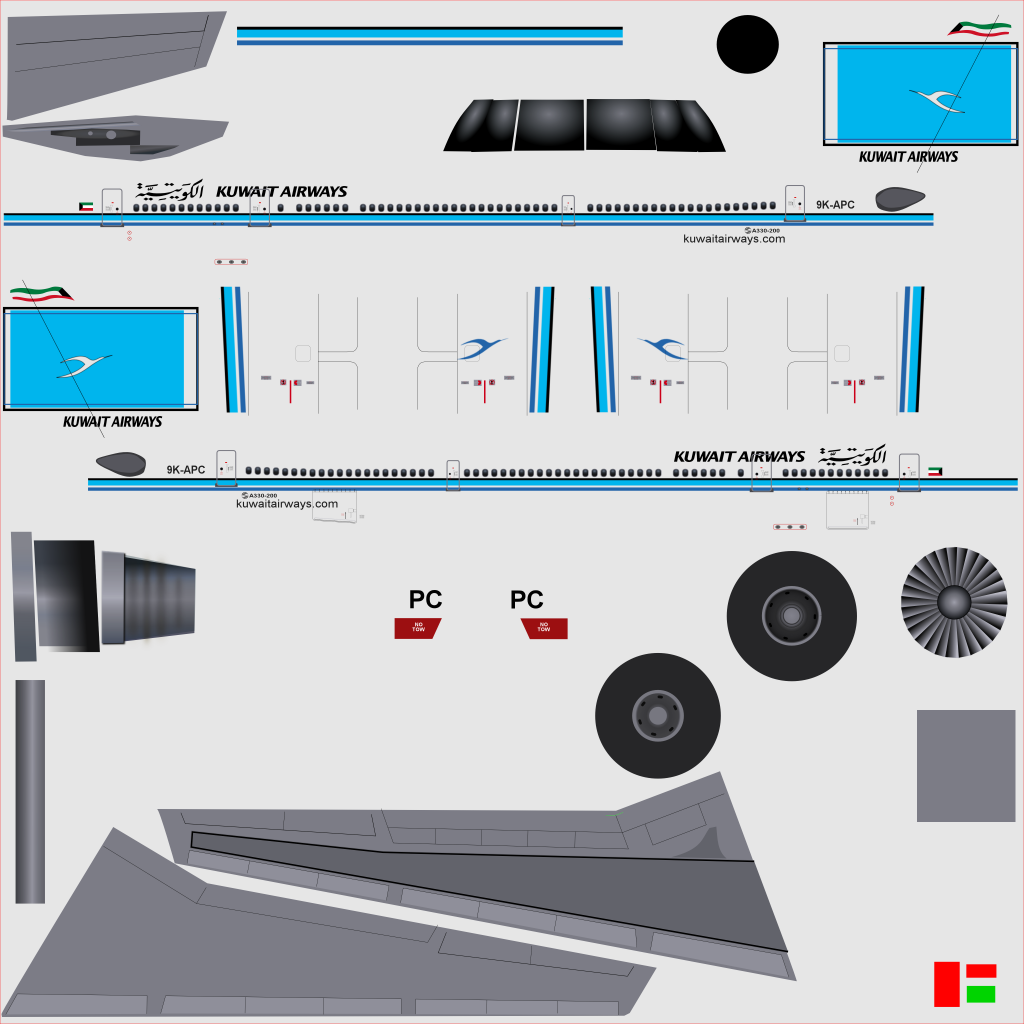 KUWAIT AIRWAYS
الكويتية KUWAIT AIRWAYS
9K-APC
A330-200
kuwaitairways.com
KUWAIT AIRWAYS
KUWAIT AIRWAYS الكويتية
9K-APC
A330-200
kuwaitairways.com
PC PC
NO TOW
NO TOW